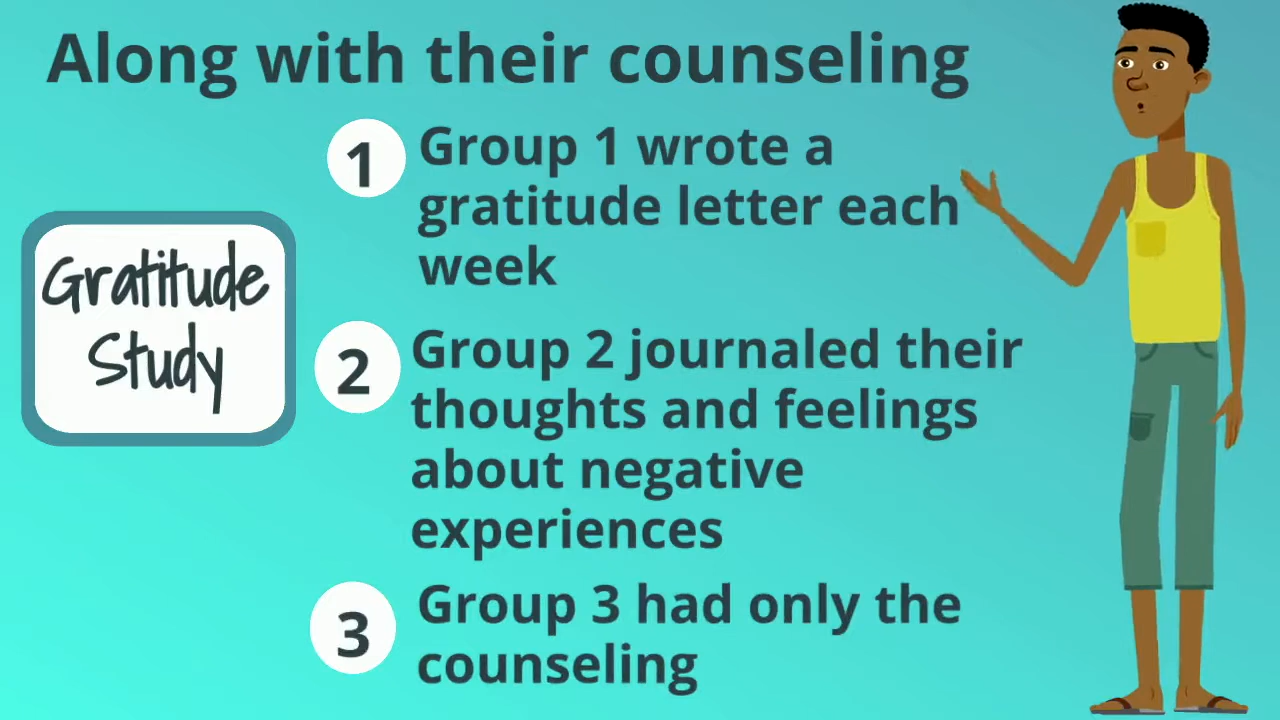 Along with their counseling
Gratitude
Study
1
Group 1 wrote a
gratitude letter each
week
2
Group 2 journaled their
thoughts and feelings
about negative
experiences
3
Group 3 had only the
counseling